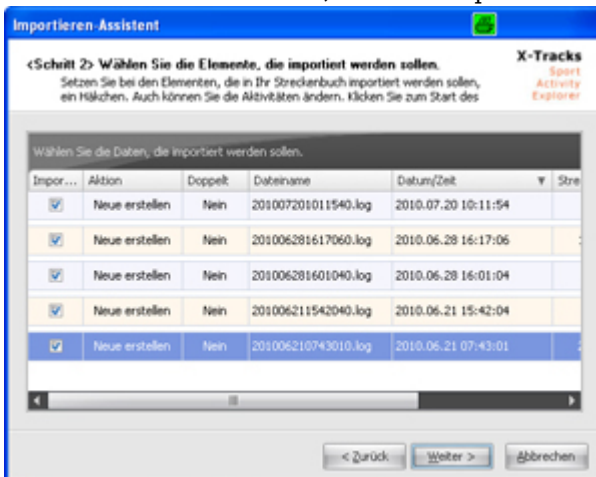 Importieren-Assistent
<Schritt 2> Wählen Sie die Elemente, die importiert werden sollen.
Setzen Sie bei den Elementen, die in Ihr Streckenbuch importiert werden sollen,
ein Häkchen. Auch können Sie die Aktivitäten ändern. Klicken Sie zum Start des
X-Tracks
Sport
Activity
Explorer
Wählen Sie die Daten, die importiert werden sollen.
Impor... Aktion Doppelt Dateiname Datum/Zeit Stre
Neue erstellen Nein 201007201011540.log 2010.07.20 10:11:54
Neue erstellen Nein 201006281617060.log 2010.06.28 16:17:06
Neue erstellen Nein 201006281601040.log 2010.06.28 16:01:04
Neue erstellen Nein 201006211542040.log 2010.06.21 15:42:04
Neue erstellen Nein 201006210743010.log 2010.06.21 07:43:01
< Zurück Weiter > Abbrechen